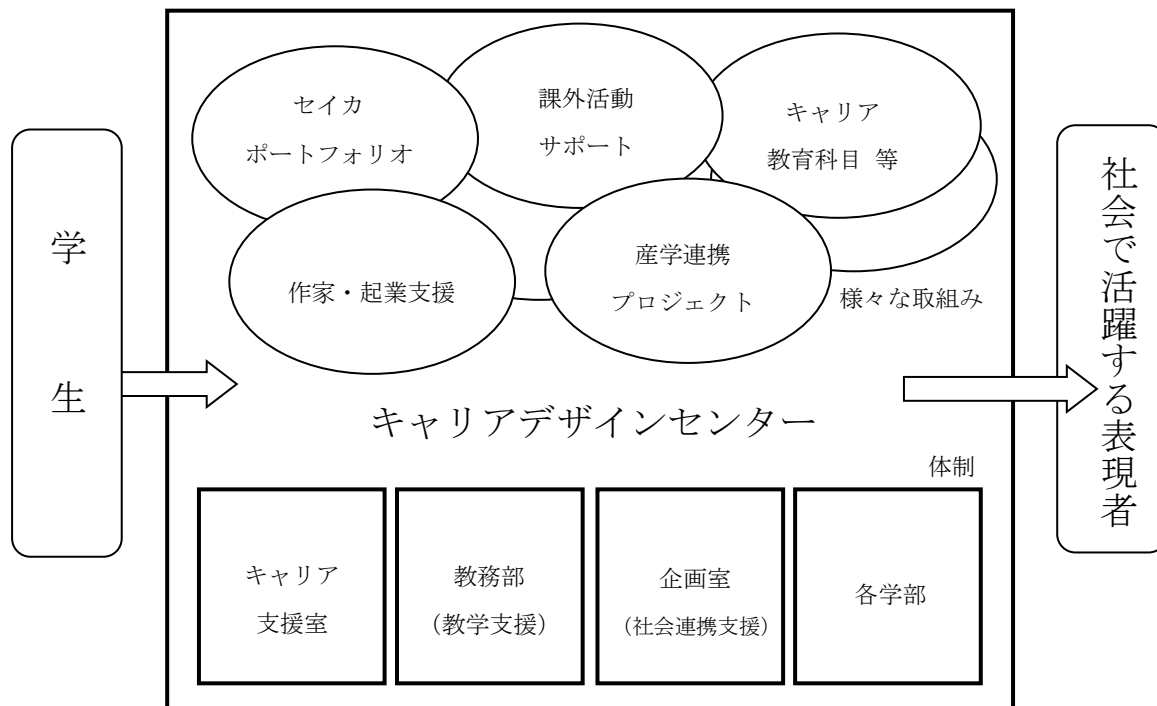 学生
セイカ
ポートフォリオ
課外活動
サポート
キャリア
教育科目 等
作家・起業支援
産学連携
プロジェクト
様々な取組み
キャリアデザインセンター
体制
キャリア
支援室
教務部
（教学支援）
企画室
（社会連携支援）
各学部
社会で活躍する表現者